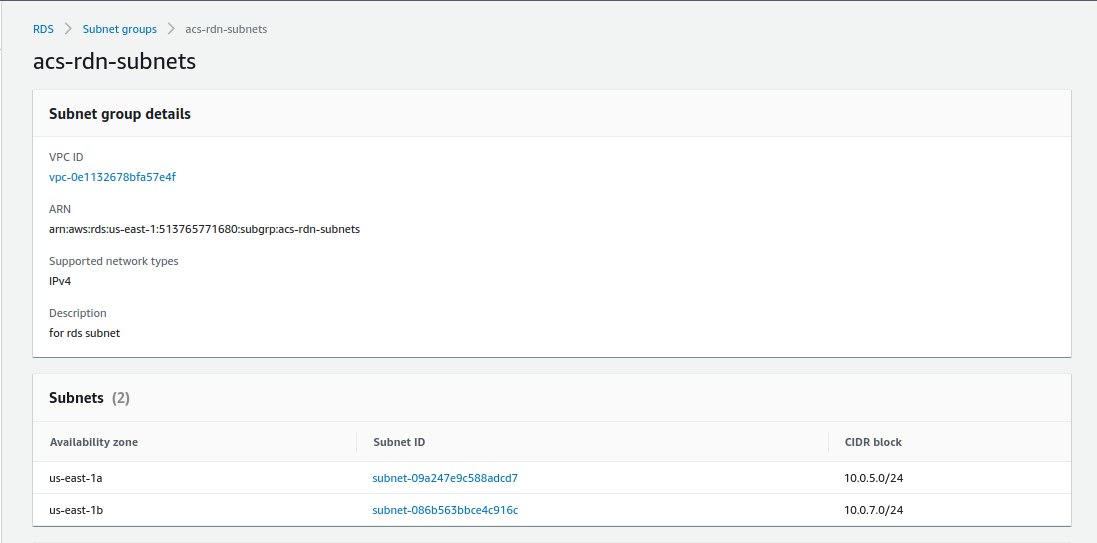 RDS > Subnet groups > acs-rdn-subnets
acs-rdn-subnets
Subnet group details
VPC ID
vpc-0e1132678bfa57e4f
ARN
arn:aws:rds:us-east-1:513765771680:subgrp:acs-rdn-subnets
Supported network types
IPv4
Description
for rds subnet
Subnets (2)
Availability zone Subnet ID CIDR block
us-east-1a subnet-09a247e9c588adcd7 10.0.5.0/24
us-east-1b subnet-086b563bbce4c916c 10.0.7.0/24